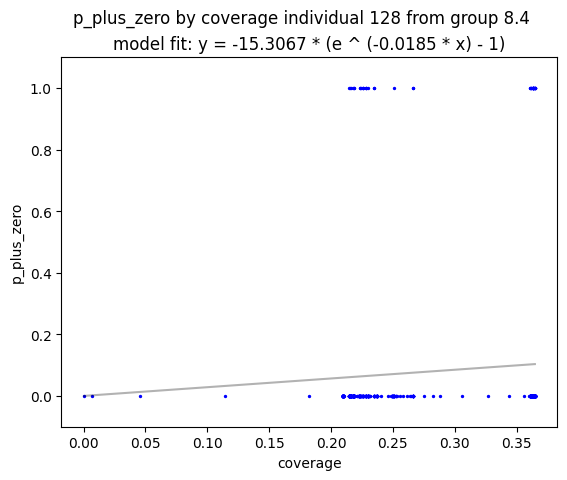 p_plus_zero by coverage individual 128 from group 8.4
model fit: y = -15.3067 * (e ^ (-0.0185 * x) - 1)
1.0
0.8
0.6
0.4
0.2
0.0
p_plus_zero
0.00 0.05 0.10 0.15 0.20 0.25 0.30 0.35
coverage